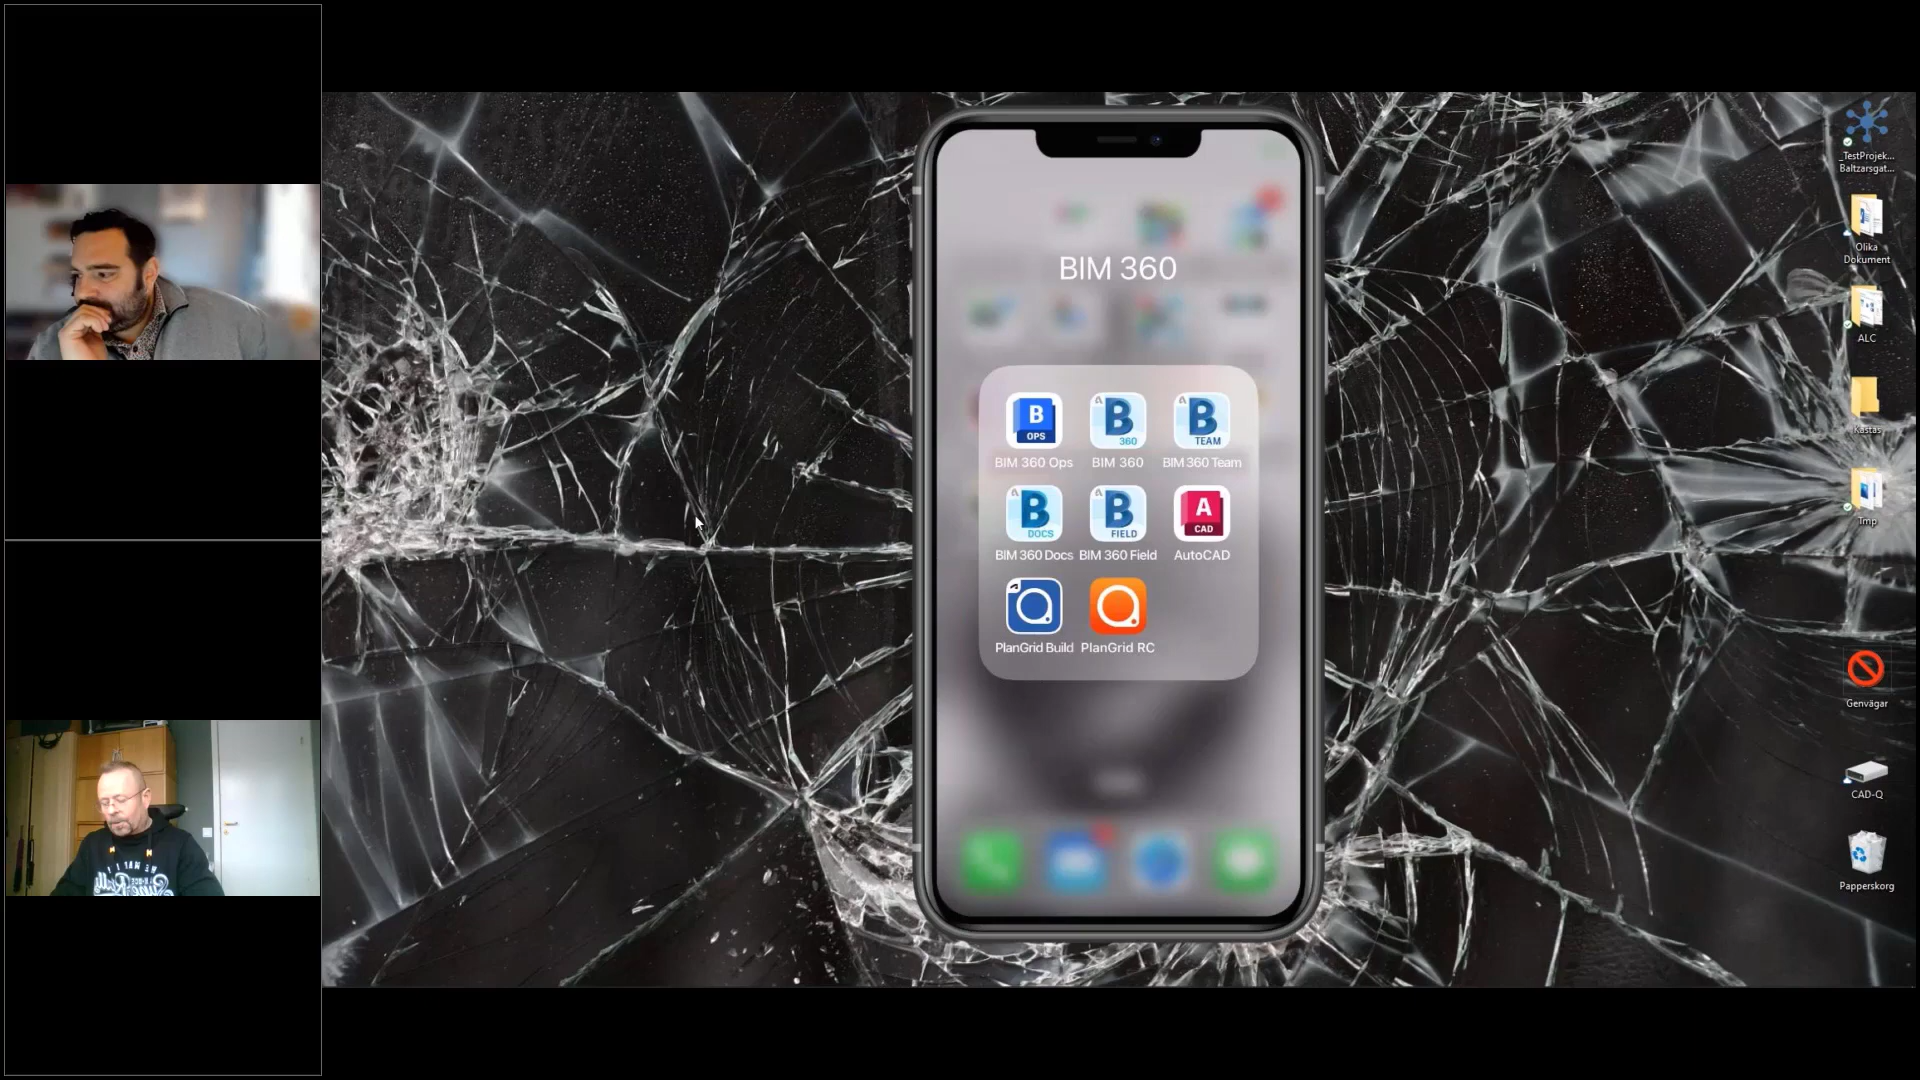 BIM 360
B
OPS
BIM 360 Ops
B
360
BIM 360
B
TEAM
BIM 360 Team
B
DOCS
BIM 360 Docs
B
FIELD
BIM 360 Field
A
CAD
AutoCAD
PlanGrid Build
PlanGrid RC
_TestProjek...
Baltzarsgat...
Olika
Dokument
ALC
Kastas
Tmp
Genvägar
CAD-Q
Papperskorg